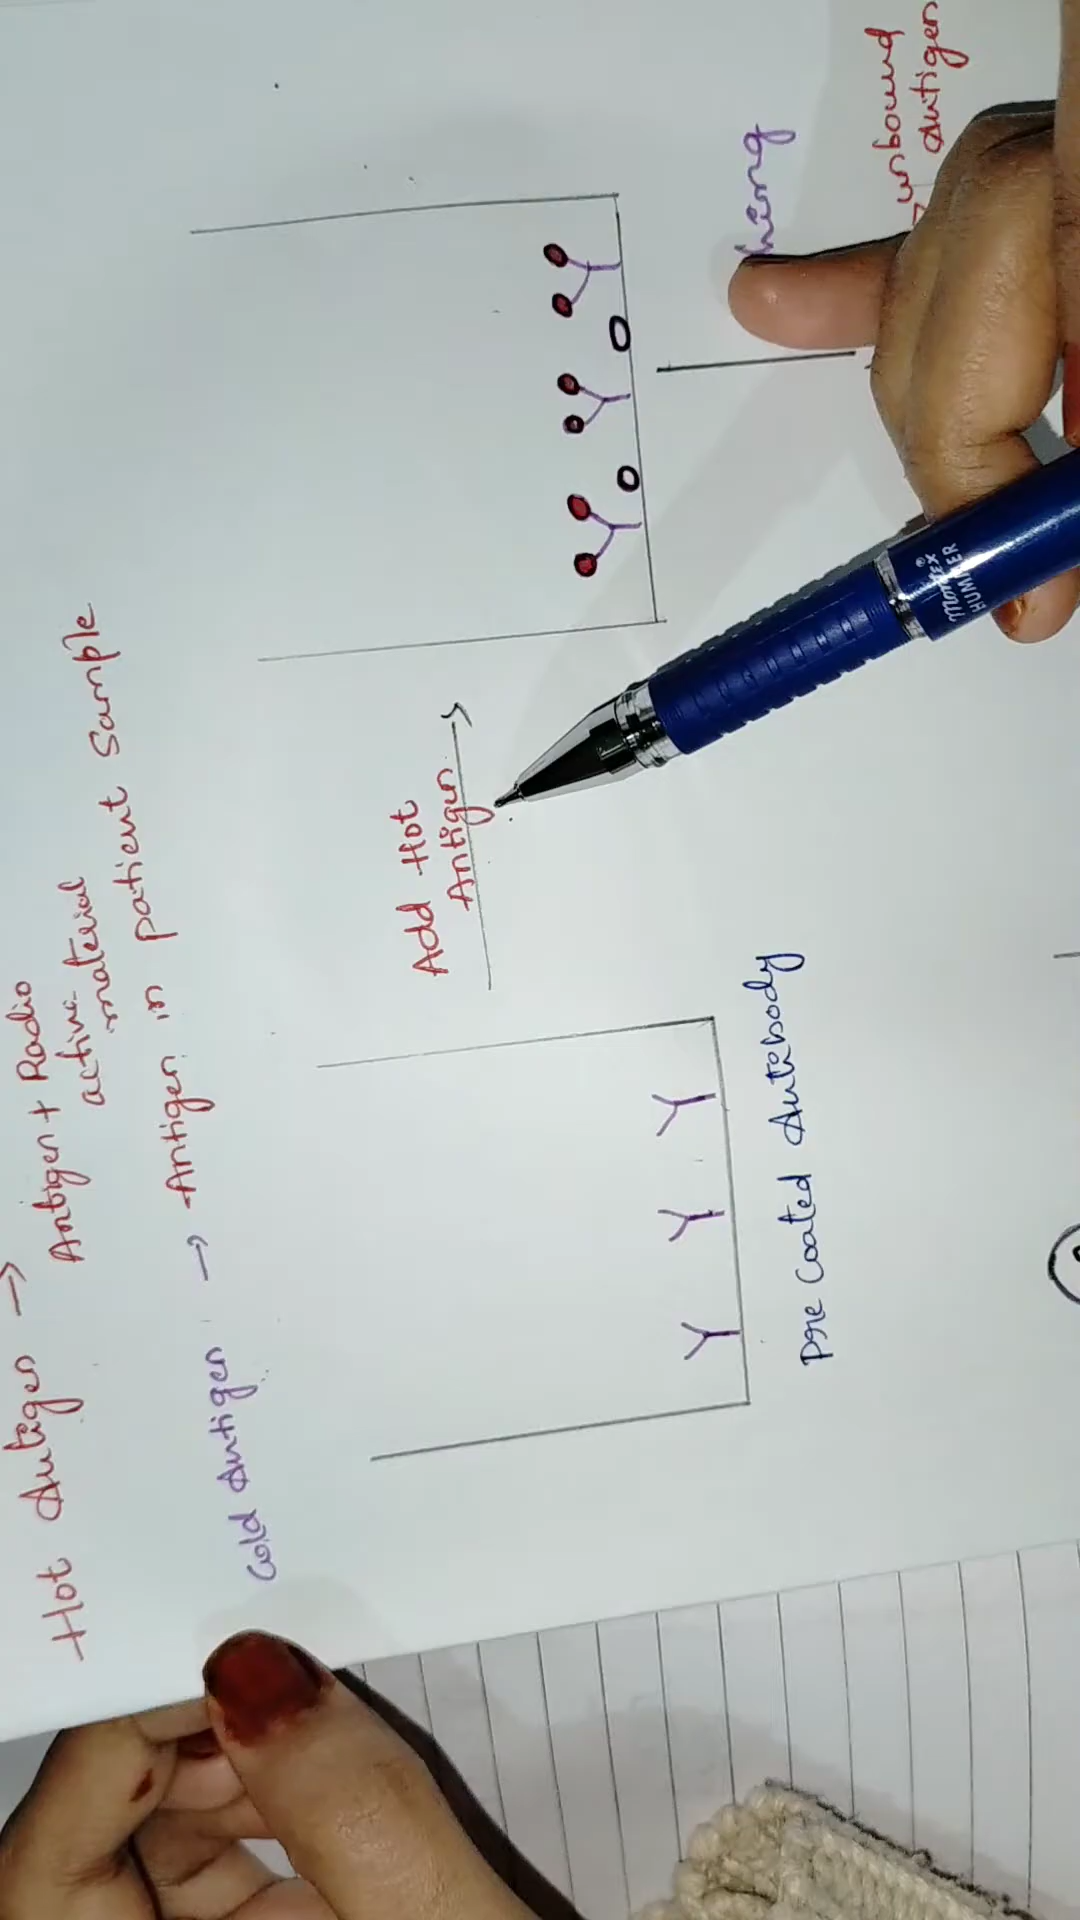 Hot Antigen →
Antigen + Radio
active
material
Cold Antigen → Antigen in patient Sample
Add Hot
Antigen
Pre Coated Antibody
→ unbound
antigen
Montex®